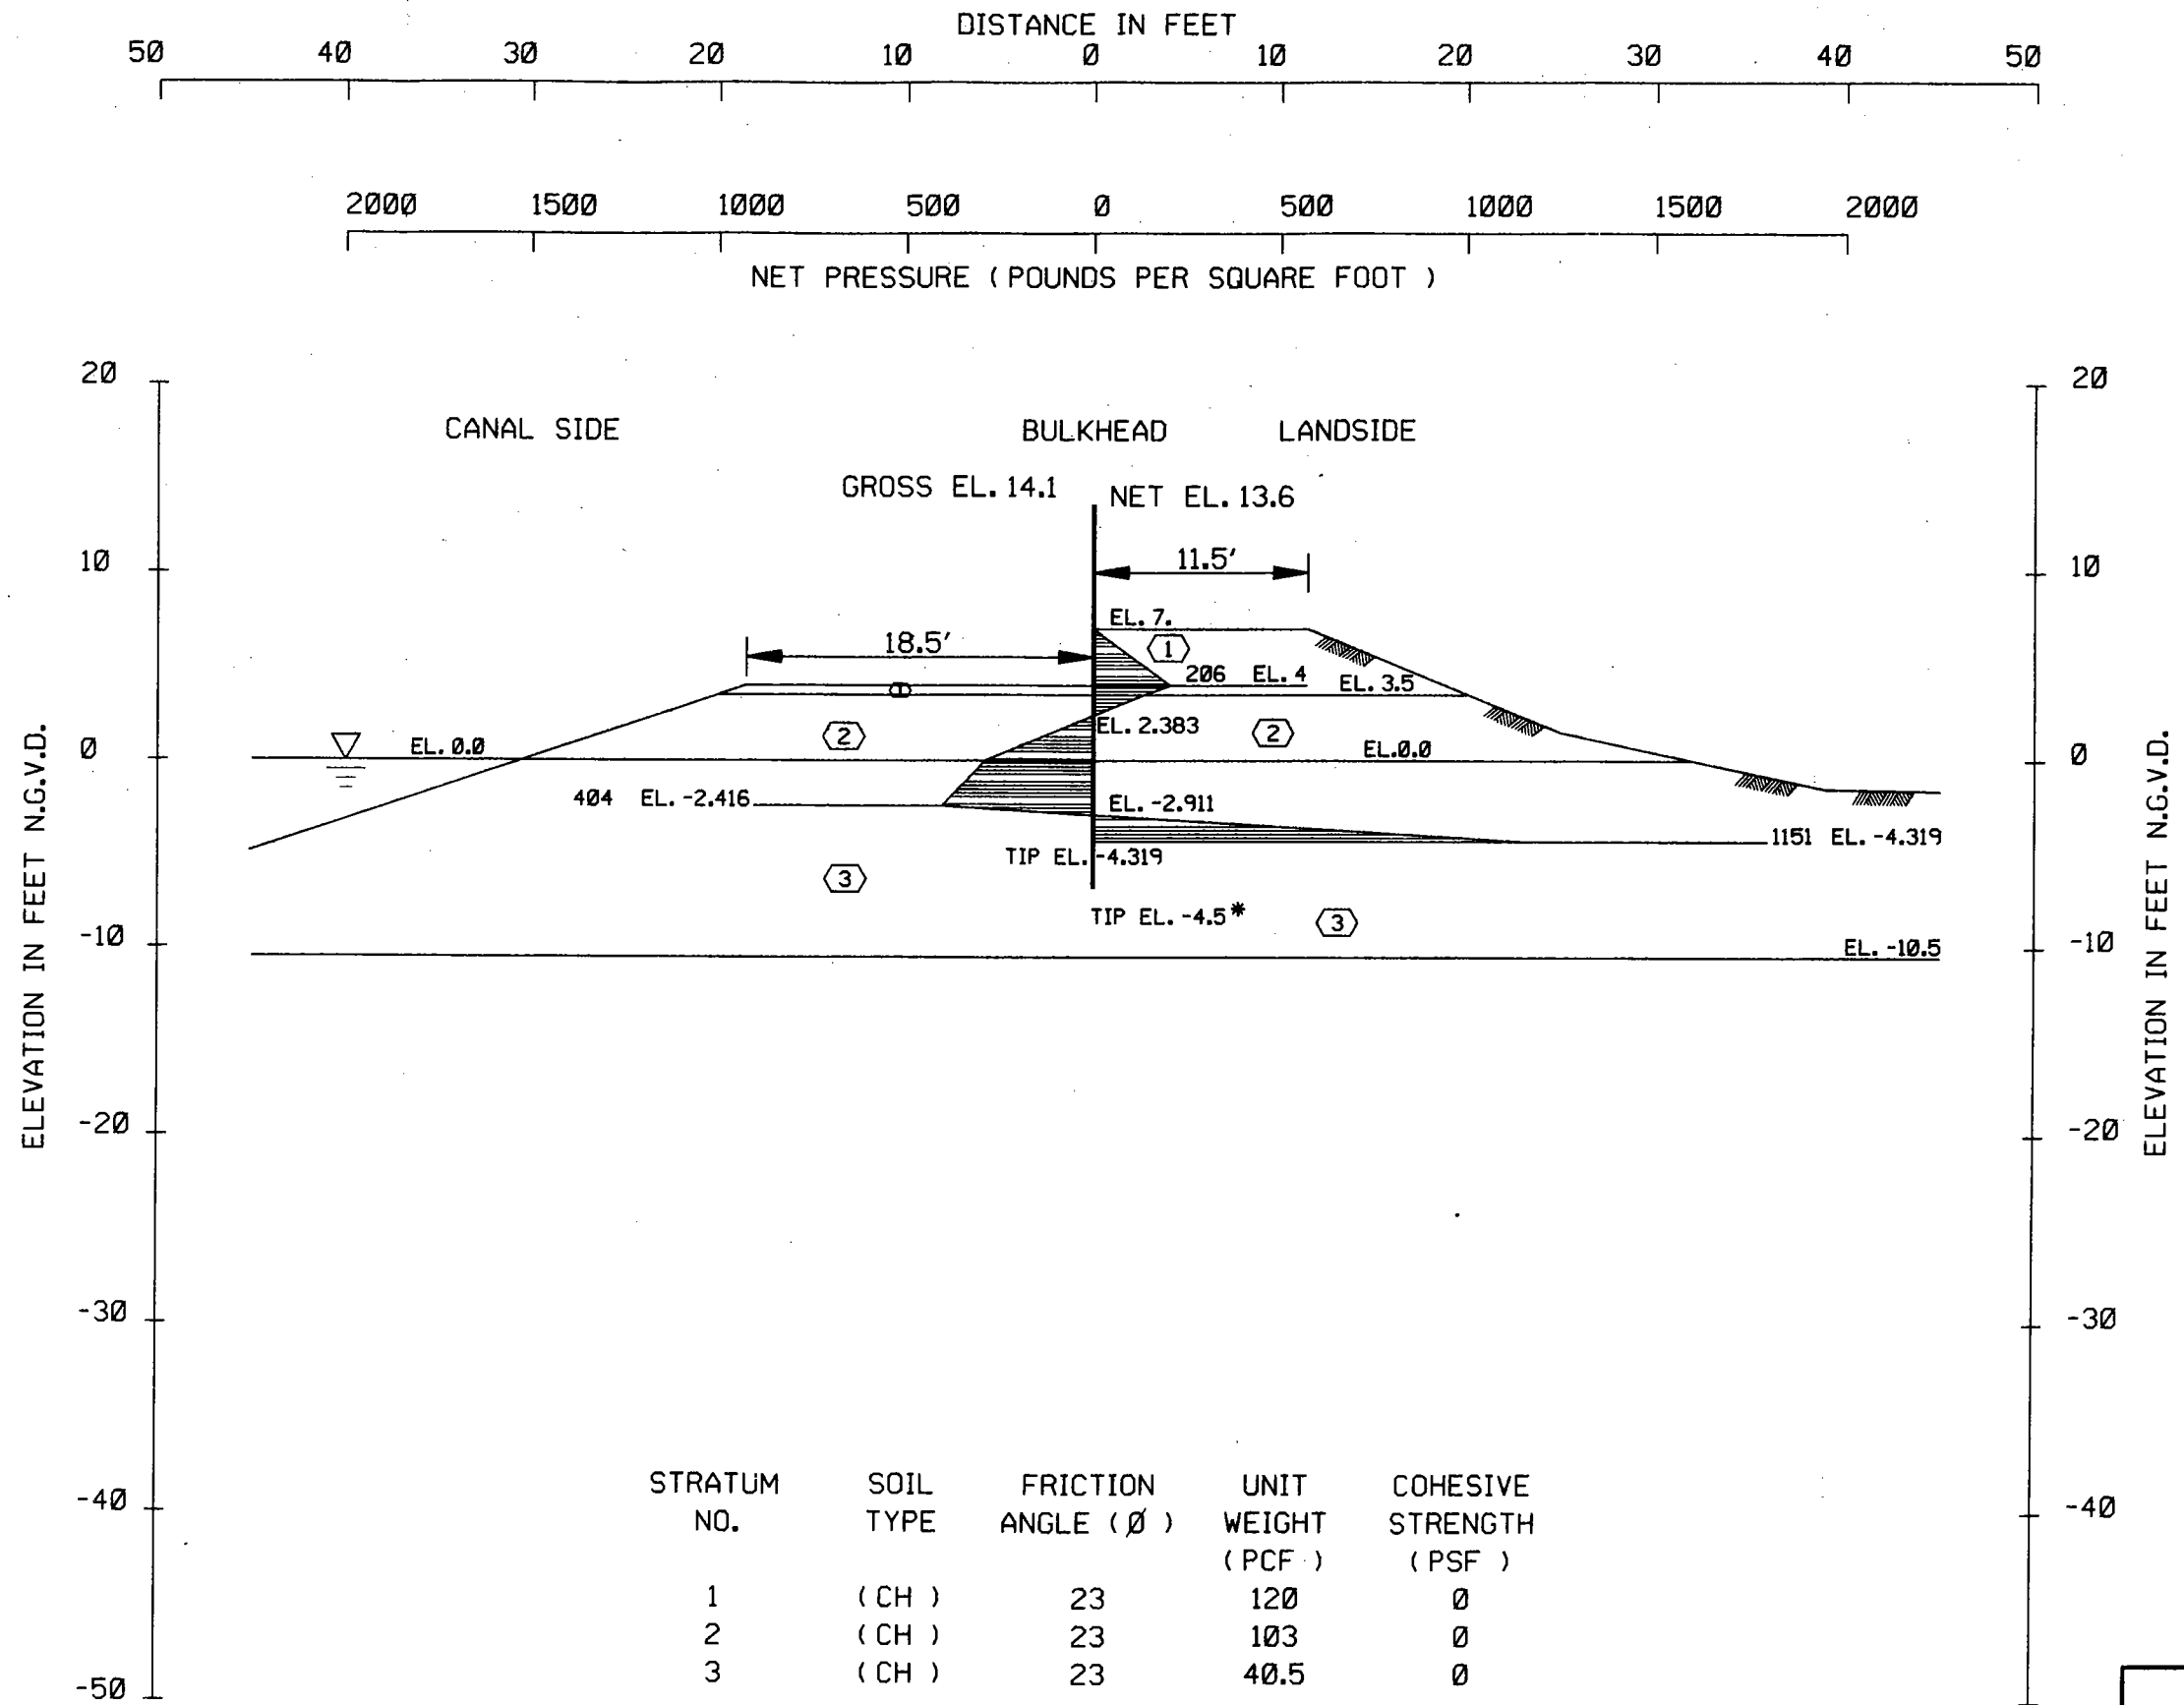 DISTANCE IN FEET
50 40 30 20 10 0 10 20 30 40 50
2000 1500 1000 500 0 500 1000 1500 2000
NET PRESSURE ( POUNDS PER SQUARE FOOT )
20 20
CANAL SIDE BULKHEAD LANDSIDE
GROSS EL. 14.1 NET EL. 13.6
10 11.5' 10
EL. 7.
18.5' 1
206 EL. 4
1 EL. 3.5
EL. 2.383
2 2
0 EL. 0.0 EL.0.0 0
404 EL. -2.416 EL. -2.911
1151 EL. -4.319
TIP EL. -4.319
3
TIP EL. -4.5* 3
-10 EL. -10.5 -10
-20 -20
-30 -30
-40 -40
-50
ELEVATION IN FEET N.G.V.D.
ELEVATION IN FEET N.G.V.D.
STRATUM SOIL FRICTION UNIT COHESIVE
NO. TYPE ANGLE ( Ø ) WEIGHT STRENGTH
( PCF ) ( PSF )
1 ( CH ) 23 120 0
2 ( CH ) 23 103 0
3 ( CH ) 23 40.5 0